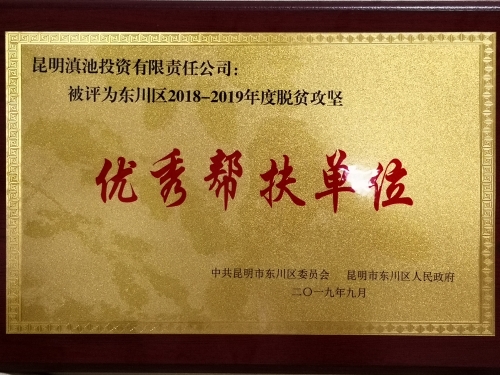 昆明滇池投资有限责任公司：
被评为东川区2018-2019年度脱贫攻坚
优秀帮扶单位
中共昆明市东川区委员会 昆明市东川区人民政府
二〇一九年九月